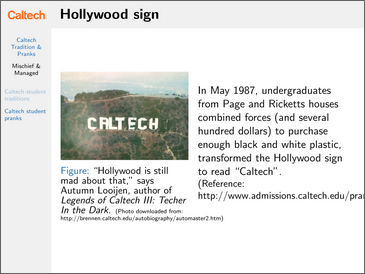 Caltech
Hollywood sign
Caltech
Tradition &
Pranks
Mischief &
Managed
Caltech student
traditions
Caltech student
pranks
CALTECH
Figure: “Hollywood is still
mad about that,” says
Autumn Looijen, author of
Legends of Caltech III: Techer
In the Dark. (Photo downloaded from:
http://brennen.caltech.edu/autobiography/automaster2.htm)
In May 1987, undergraduates
from Page and Ricketts houses
combined forces (and several
hundred dollars) to purchase
enough black and white plastic,
transformed the Hollywood sign
to read “Caltech”.
(Reference:
http://www.admissions.caltech.edu/pra